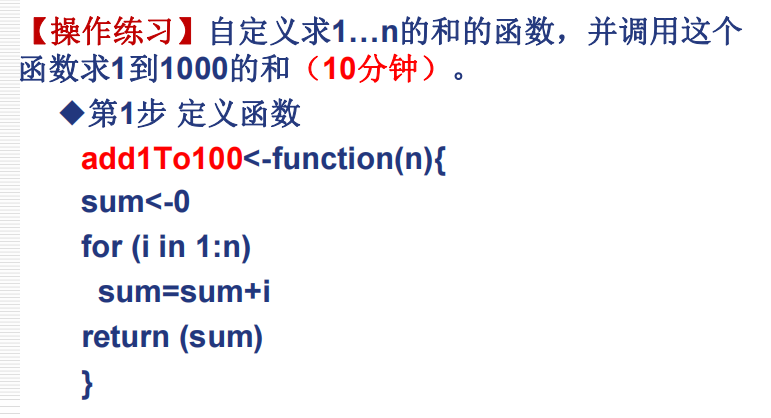 【操作练习】自定义求1…n的和的函数，并调用这个
函数求1到1000的和（10分钟）。
◆第1步 定义函数
add1To100<-function(n){
sum<-0
for (i in 1:n)
sum=sum+i
return (sum)
}